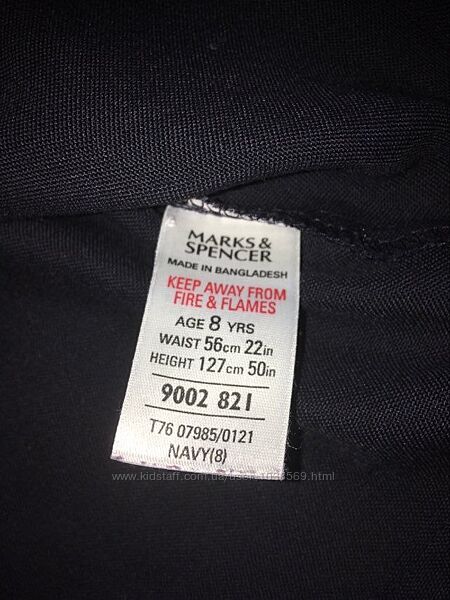 MARKS &
SPENCER
MADE IN BANGLADESH
KEEP AWAY FROM
FIRE & FLAMES
AGE 8 YRS
WAIST 56cm 22in
HEIGHT 127cm 50in
9002 821
T76 07985/0121
NAVY(8)